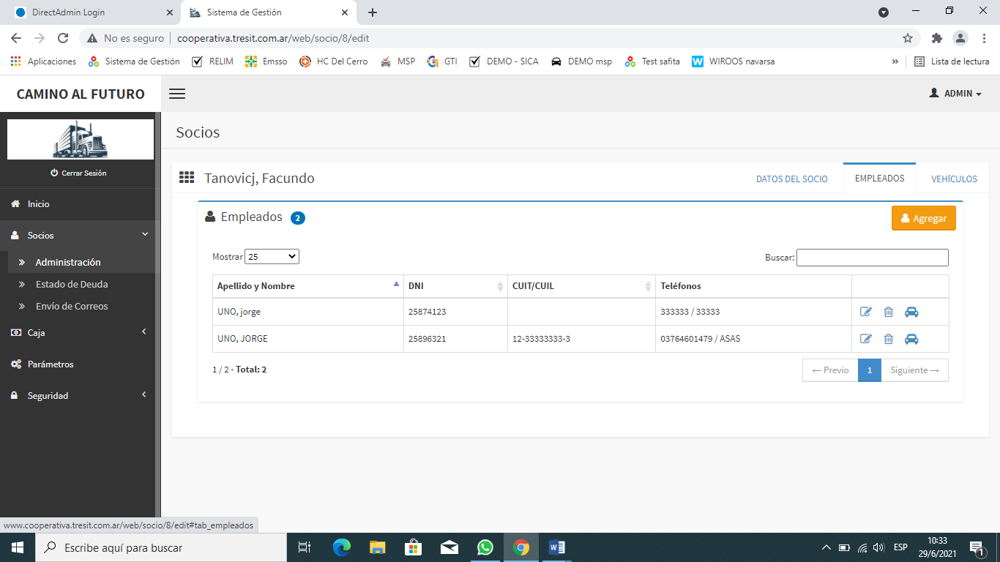 DirectAdmin Login
Sistema de Gestión
No es seguro
cooperativa.tresit.com.ar/web/socio/8/edit
Aplicaciones
Sistema de Gestión
RELIM
Emsso
HC Del Cerro
MSP
GTI
DEMO - SICA
DEMO msp
Test safita
WIROOS navarsa
»
Lista de lectura
CAMINO AL FUTURO
ADMIN
Cerrar Sesión
Inicio
Socios
Administración
Estado de Deuda
Envío de Correos
Caja
Parámetros
Seguridad
Socios
Tanovicj, Facundo
DATOS DEL SOCIO
EMPLEADOS
VEHÍCULOS
Empleados 2
Agregar
Mostrar 25
Buscar:
Apellido y Nombre DNI CUIT/CUIL Teléfonos
UNO, jorge 25874123 333333 / 33333
UNO, JORGE 25896321 12-33333333-3 03764601479 / ASAS
1 / 2 - Total: 2
← Previo 1 Siguiente →
www.cooperativa.tresit.com.ar/web/socio/8/edit#tab_empleados
Escribe aquí para buscar
ESP
10:33
29/6/2021
1